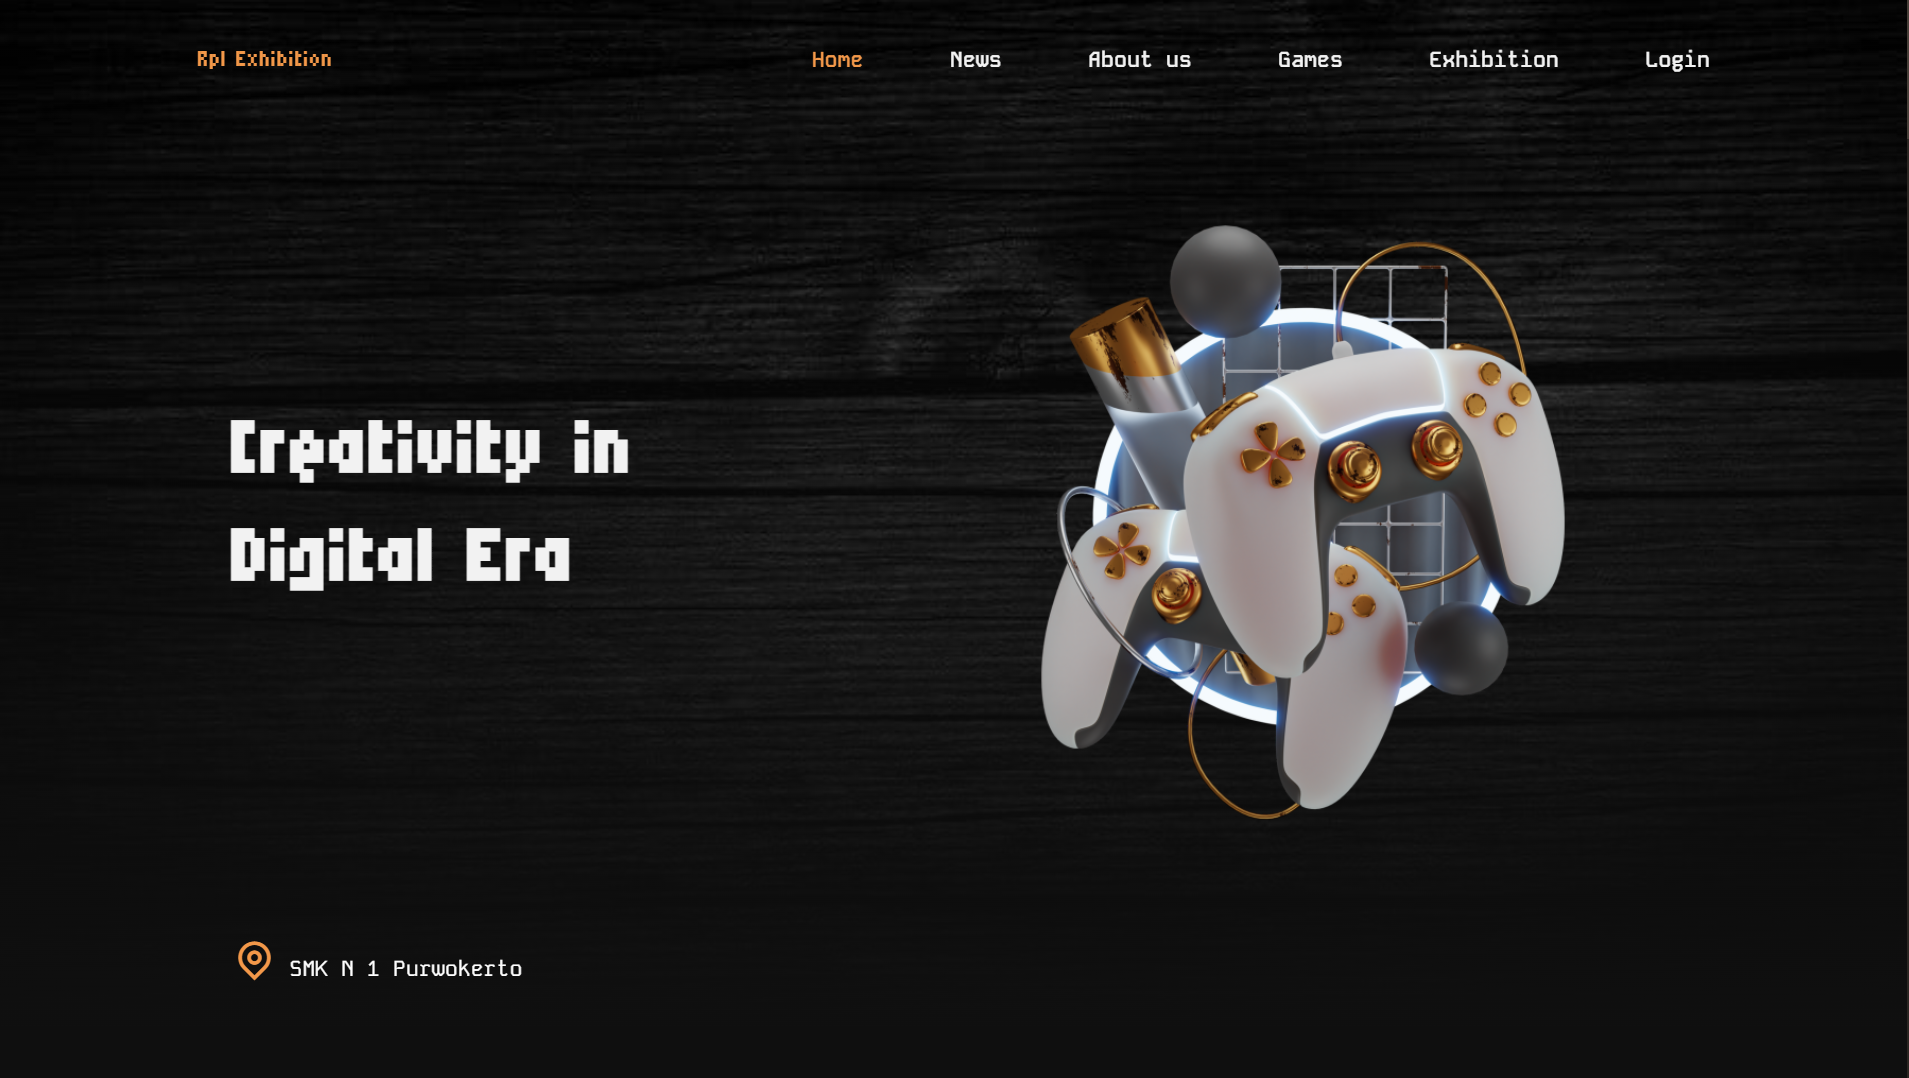 Rpl Exhibition
Home News About us Games Exhibition Login
Creativity in
Digital Era
SMK N 1 Purwokerto